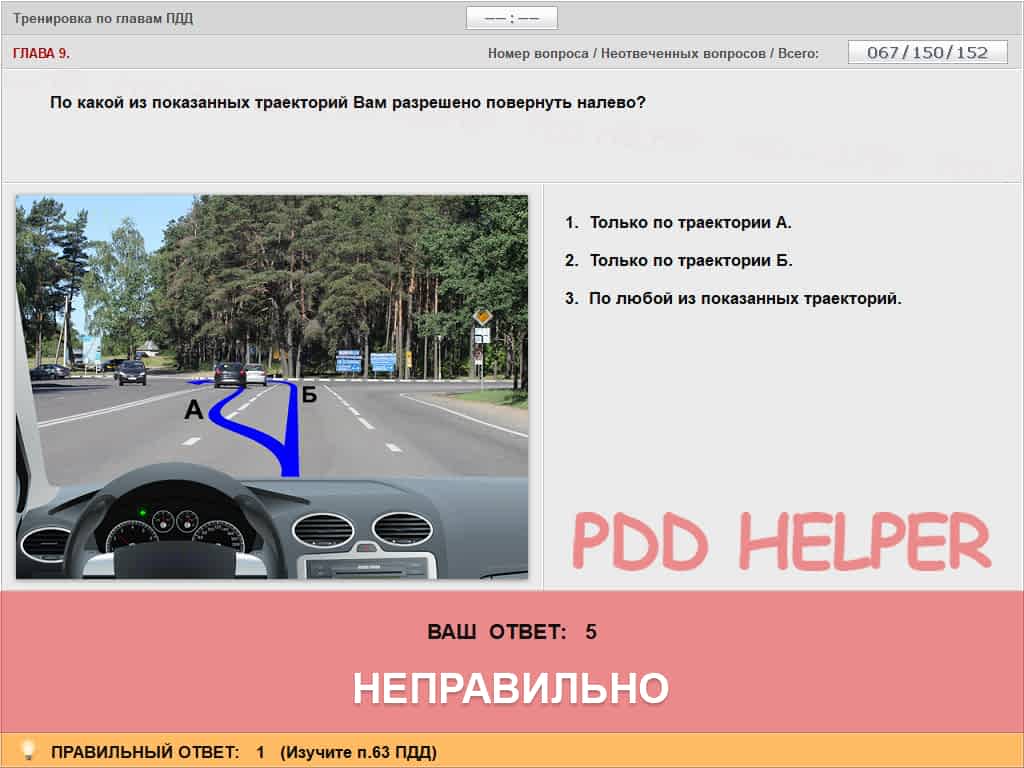 Тренировка по главам ПДД
—— : ——
ГЛАВА 9.
Номер вопроса / Неотвеченных вопросов / Всего:
067/150/152
По какой из показанных траекторий Вам разрешено повернуть налево?
1. Только по траектории А.
2. Только по траектории Б.
3. По любой из показанных траекторий.
А
Б
PDD HELPER
ВАШ ОТВЕТ: 5
НЕПРАВИЛЬНО
ПРАВИЛЬНЫЙ ОТВЕТ: 1 (Изучите п.63 ПДД)